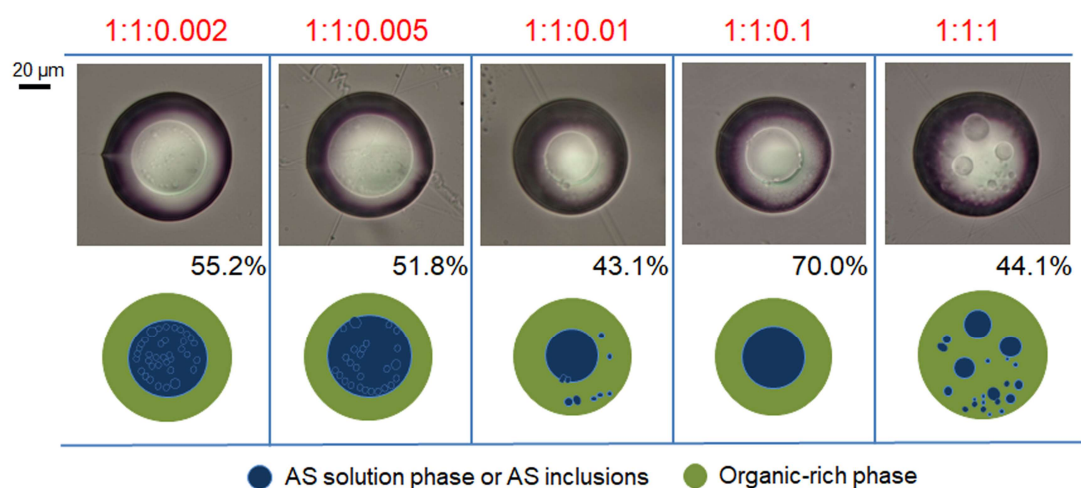 1:1:0.002 1:1:0.005 1:1:0.01 1:1:0.1 1:1:1
20 µm
55.2% 51.8% 43.1% 70.0% 44.1%
AS solution phase or AS inclusions Organic-rich phase